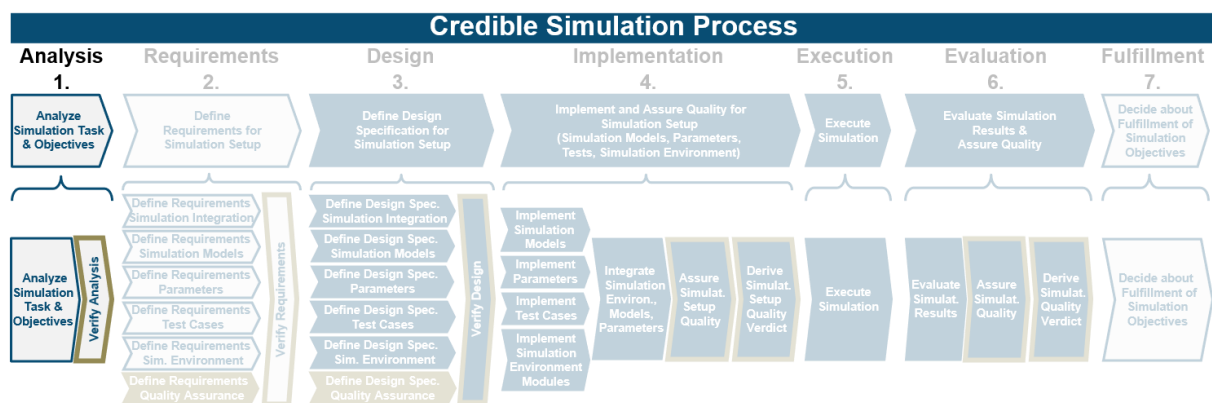 Credible Simulation Process
Analysis
1.
Requirements
2.
Design
3.
Implementation
4.
Execution
5.
Evaluation
6.
Fulfillment
7.
Analyze
Simulation Task
& Objectives
Define
Requirements for
Simulation Setup
Define Design
Specification for
Simulation Setup
Implement and Assure Quality for
Simulation Setup
(Simulation Models, Parameters,
Tests, Simulation Environment)
Execute
Simulation
Evaluate Simulation
Results &
Assure Quality
Decide about
Fulfillment of
Simulation
Objectives
Analyze
Simulation
Task &
Objectives
Verify Analysis
Define Requirements
Simulation Integration
Define Requirements
Simulation Models
Define Requirements
Parameters
Define Requirements
Test Cases
Define Requirements
Sim. Environment
Define Requirements
Quality Assurance
Verify Requirements
Define Design Spec.
Simulation Integration
Define Design Spec.
Simulation Models
Define Design Spec.
Parameters
Define Design Spec.
Test Cases
Define Design Spec.
Sim. Environment
Define Design Spec.
Quality Assurance
Verify Design
Implement
Simulation
Models
Implement
Parameters
Implement
Test Cases
Implement
Simulation
Environment
Modules
Integrate
Simulation
Environ.,
Models,
Parameters
Assure
Simulat.
Setup
Quality
Derive
Simulat.
Setup
Quality
Verdict
Execute
Simulation
Evaluate
Simulat.
Results
Assure
Simulat.
Quality
Derive
Simulat.
Quality
Verdict
Decide about
Fulfillment of
Simulation
Objectives